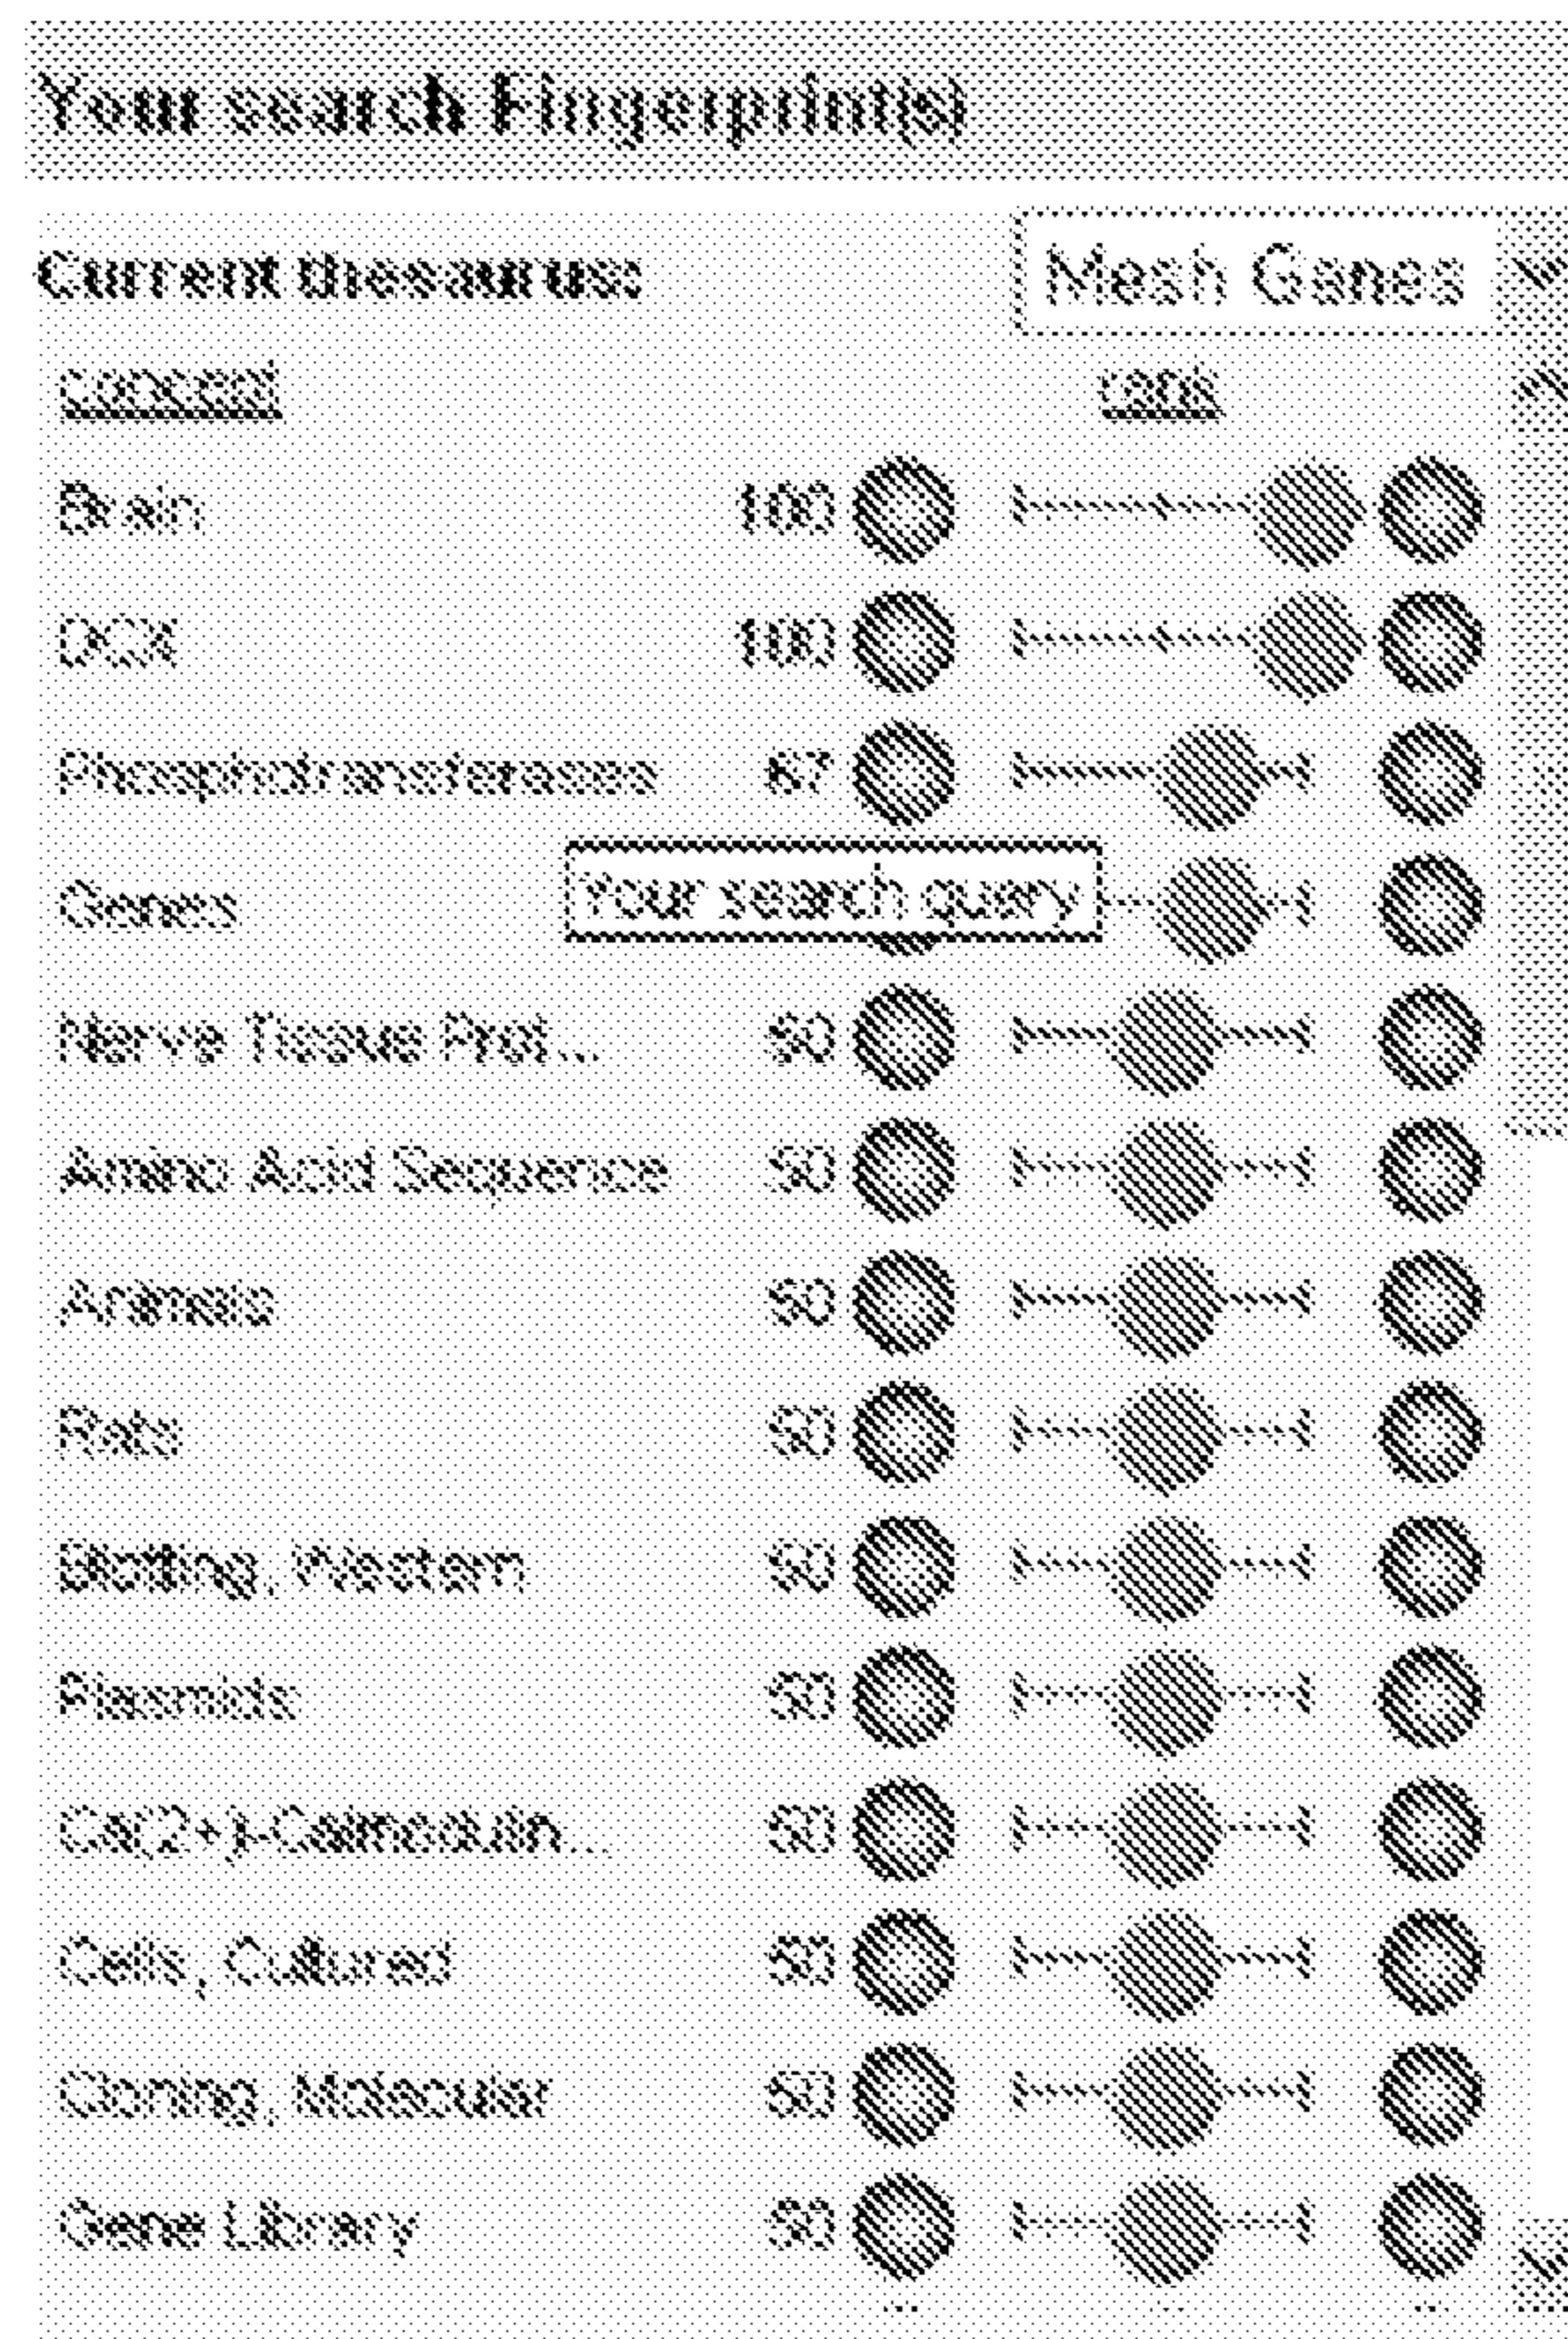 Your search Fingerprint(s)
Current thesaurus: Mesh Genes
concept rank
Brain 100
DCX 100
Phosphotransferases 67
Genes Your search query
Nerve Tissue Prot... 50
Amino Acid Sequence 50
Animals 50
Rats 50
Blotting, Western 50
Plasmids 50
Ca(2+)-Calmodulin... 50
Cells, Cultured 50
Cloning, Molecular 50
Gene Library 50